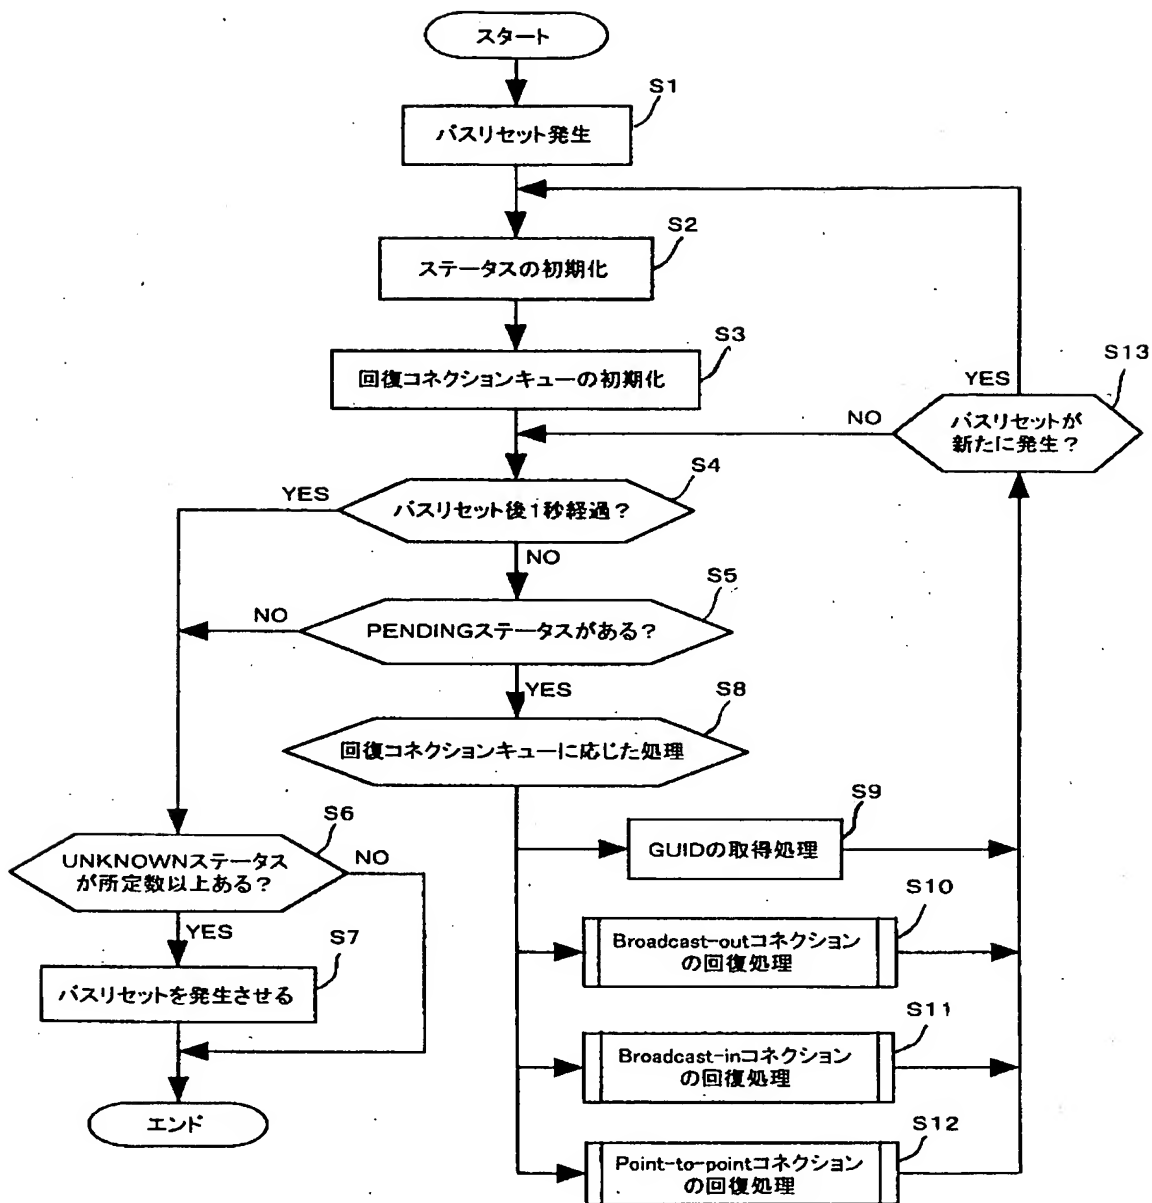 スタート
S1
バスリセット発生
S2
ステータスの初期化
S3
回復コネクションキューの初期化
S13
YES
バスリセットが
新たに発生？
NO
S4
YES
バスリセット後1秒経過？
NO
S5
NO
PENDINGステータスがある？
YES
S8
回復コネクションキューに応じた処理
S6
UNKNOWNステータス
が所定数以上ある？
NO
YES
S7
バスリセットを発生させる
エンド
S9
GUIDの取得処理
S10
Broadcast-outコネクション
の回復処理
S11
Broadcast-inコネクション
の回復処理
S12
Point-to-pointコネクション
の回復処理